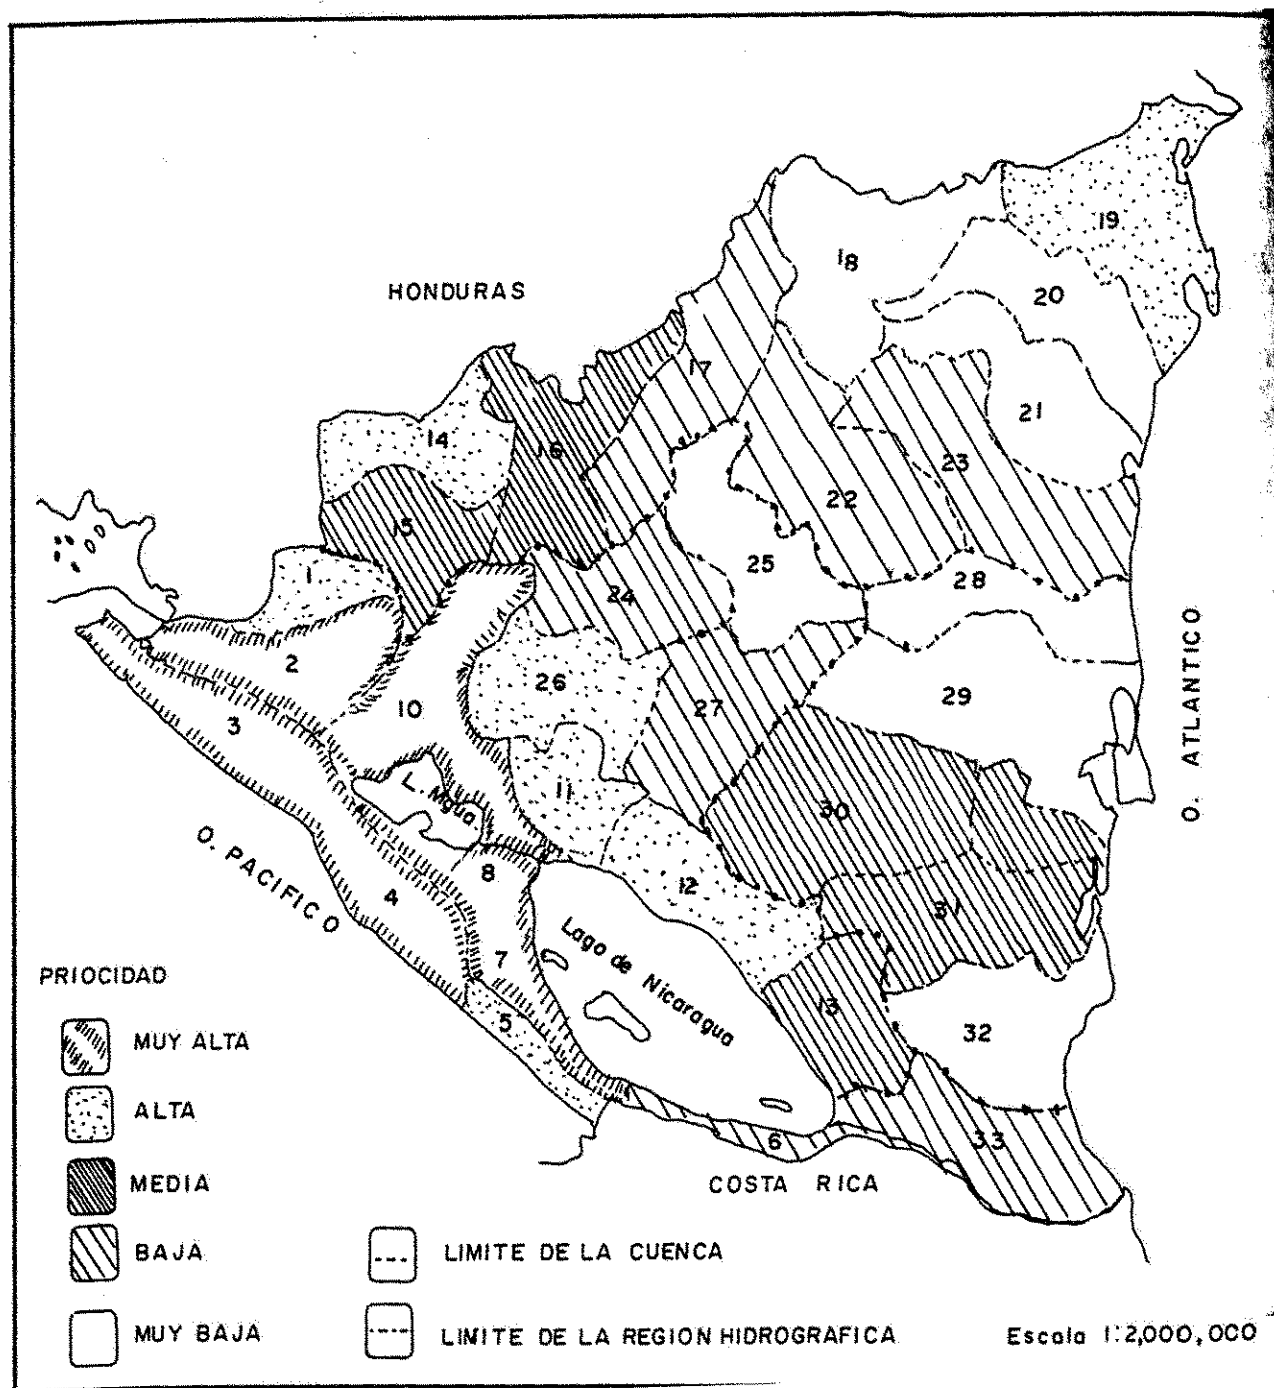 HONDURAS
19
18
20
17
21
14
16
23
15
22
1
25
28
24
2
26
29
3
10
27
L. Mgua
11
30
O. ATLANTICO
O. PACIFICO
8
12
4
31
Lago de Nicaragua
7
13
5
32
6
33
COSTA RICA
PRIOCIDAD
MUY ALTA
ALTA
MEDIA
BAJA
MUY BAJA
LIMITE DE LA CUENCA
LIMITE DE LA REGION HIDROGRAFICA
Escala 1:2,000,000